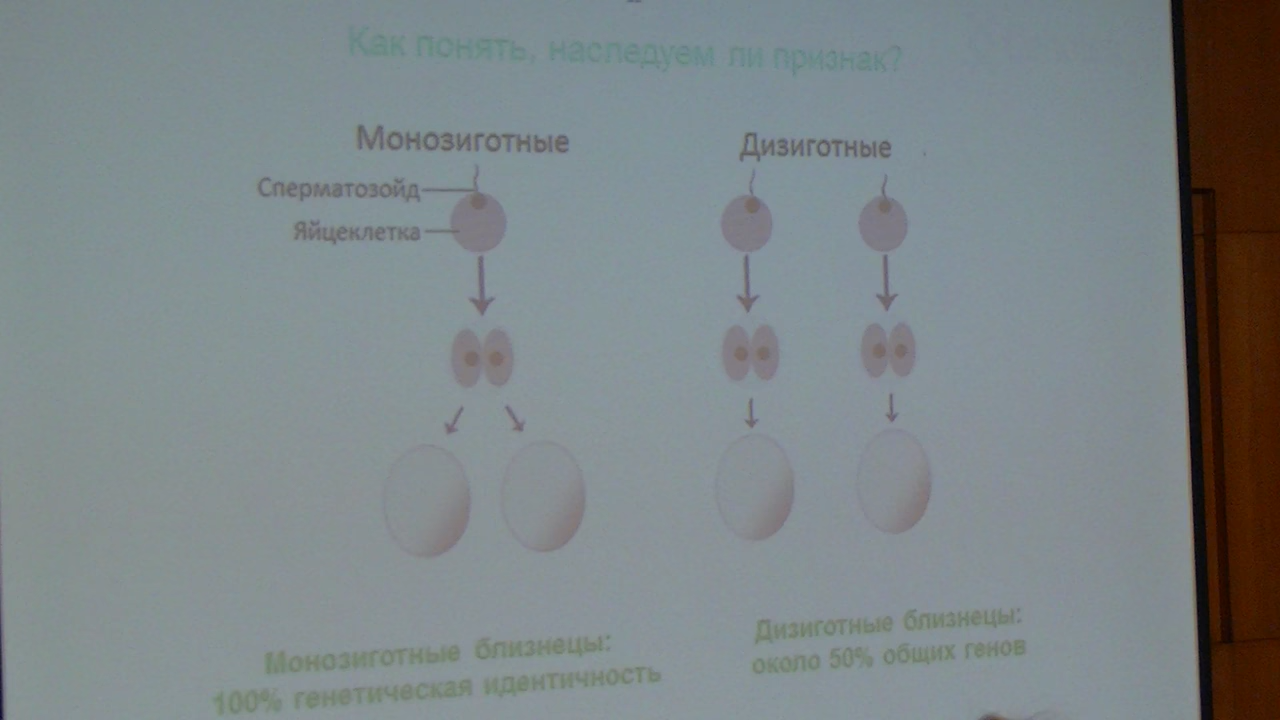 Как понять, наследуем ли признак?
Монозиготные
Дизиготные
Сперматозойд
Яйцеклетка
Монозиготные близнецы:
100% генетическая идентичность
Дизиготные близнецы:
около 50% общих генов